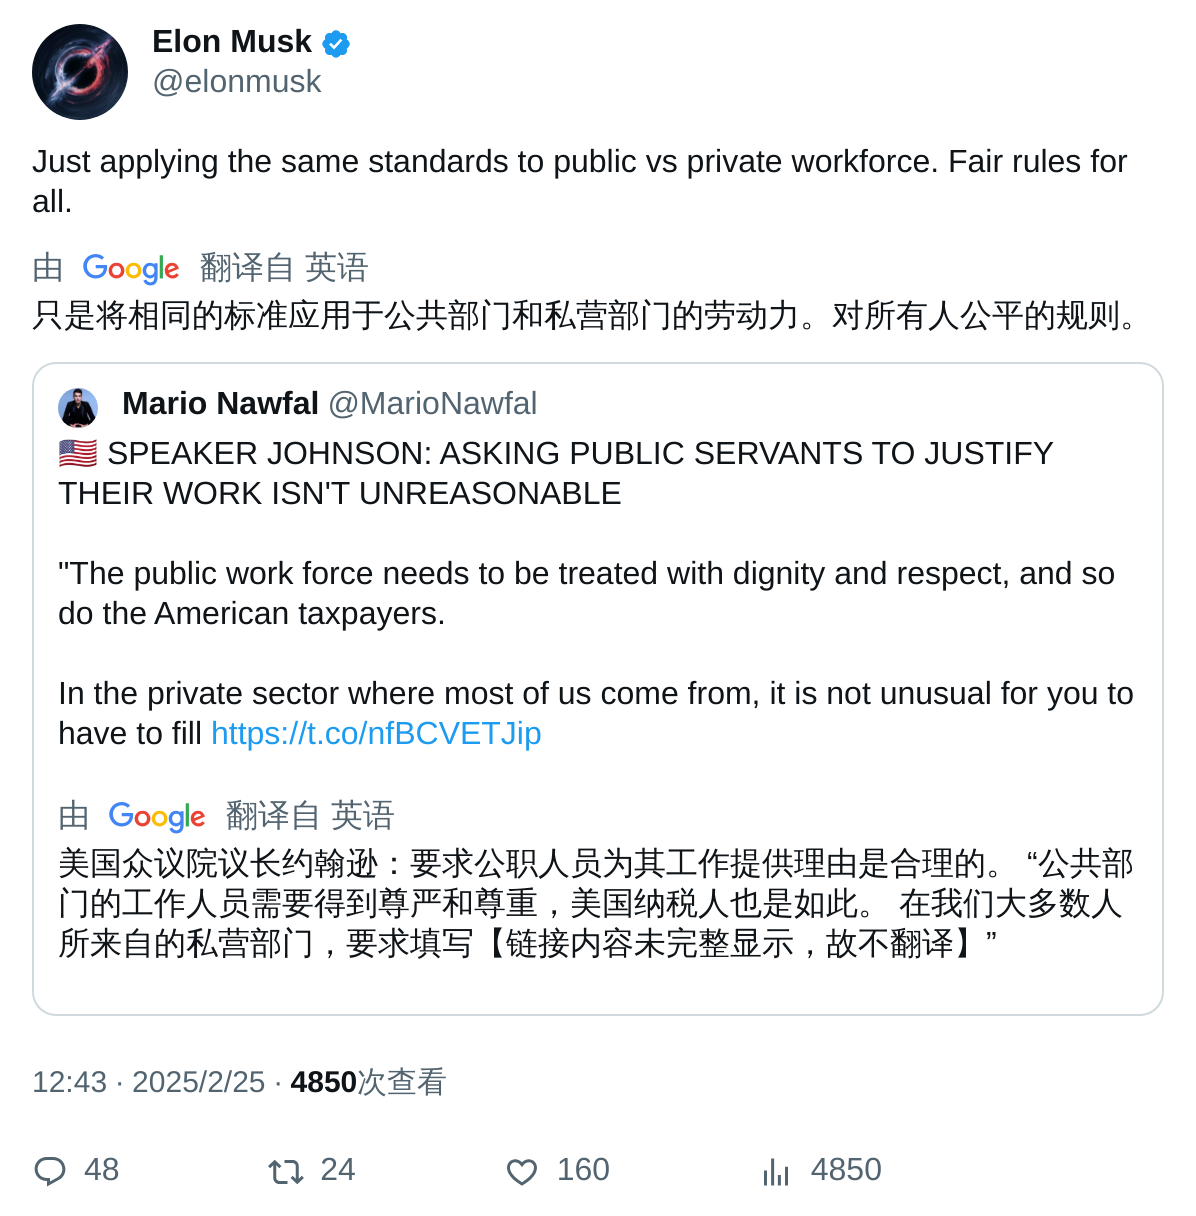 Elon Musk
@elonmusk
Just applying the same standards to public vs private workforce. Fair rules for
all.
由 Google 翻译自 英语
只是将相同的标准应用于公共部门和私营部门的劳动力。对所有人公平的规则。
Mario Nawfal @MarioNawfal
🇺🇸 SPEAKER JOHNSON: ASKING PUBLIC SERVANTS TO JUSTIFY
THEIR WORK ISN'T UNREASONABLE
"The public work force needs to be treated with dignity and respect, and so
do the American taxpayers.
In the private sector where most of us come from, it is not unusual for you to
have to fill https://t.co/nfBCVETJip
由 Google 翻译自 英语
美国众议院议长约翰逊：要求公职人员为其工作提供理由是合理的。 “公共部
门的工作人员需要得到尊严和尊重，美国纳税人也是如此。 在我们大多数人
所来自的私营部门，要求填写【链接内容未完整显示，故不翻译】”
12:43 · 2025/2/25 · 4850次查看
48 24 160 4850